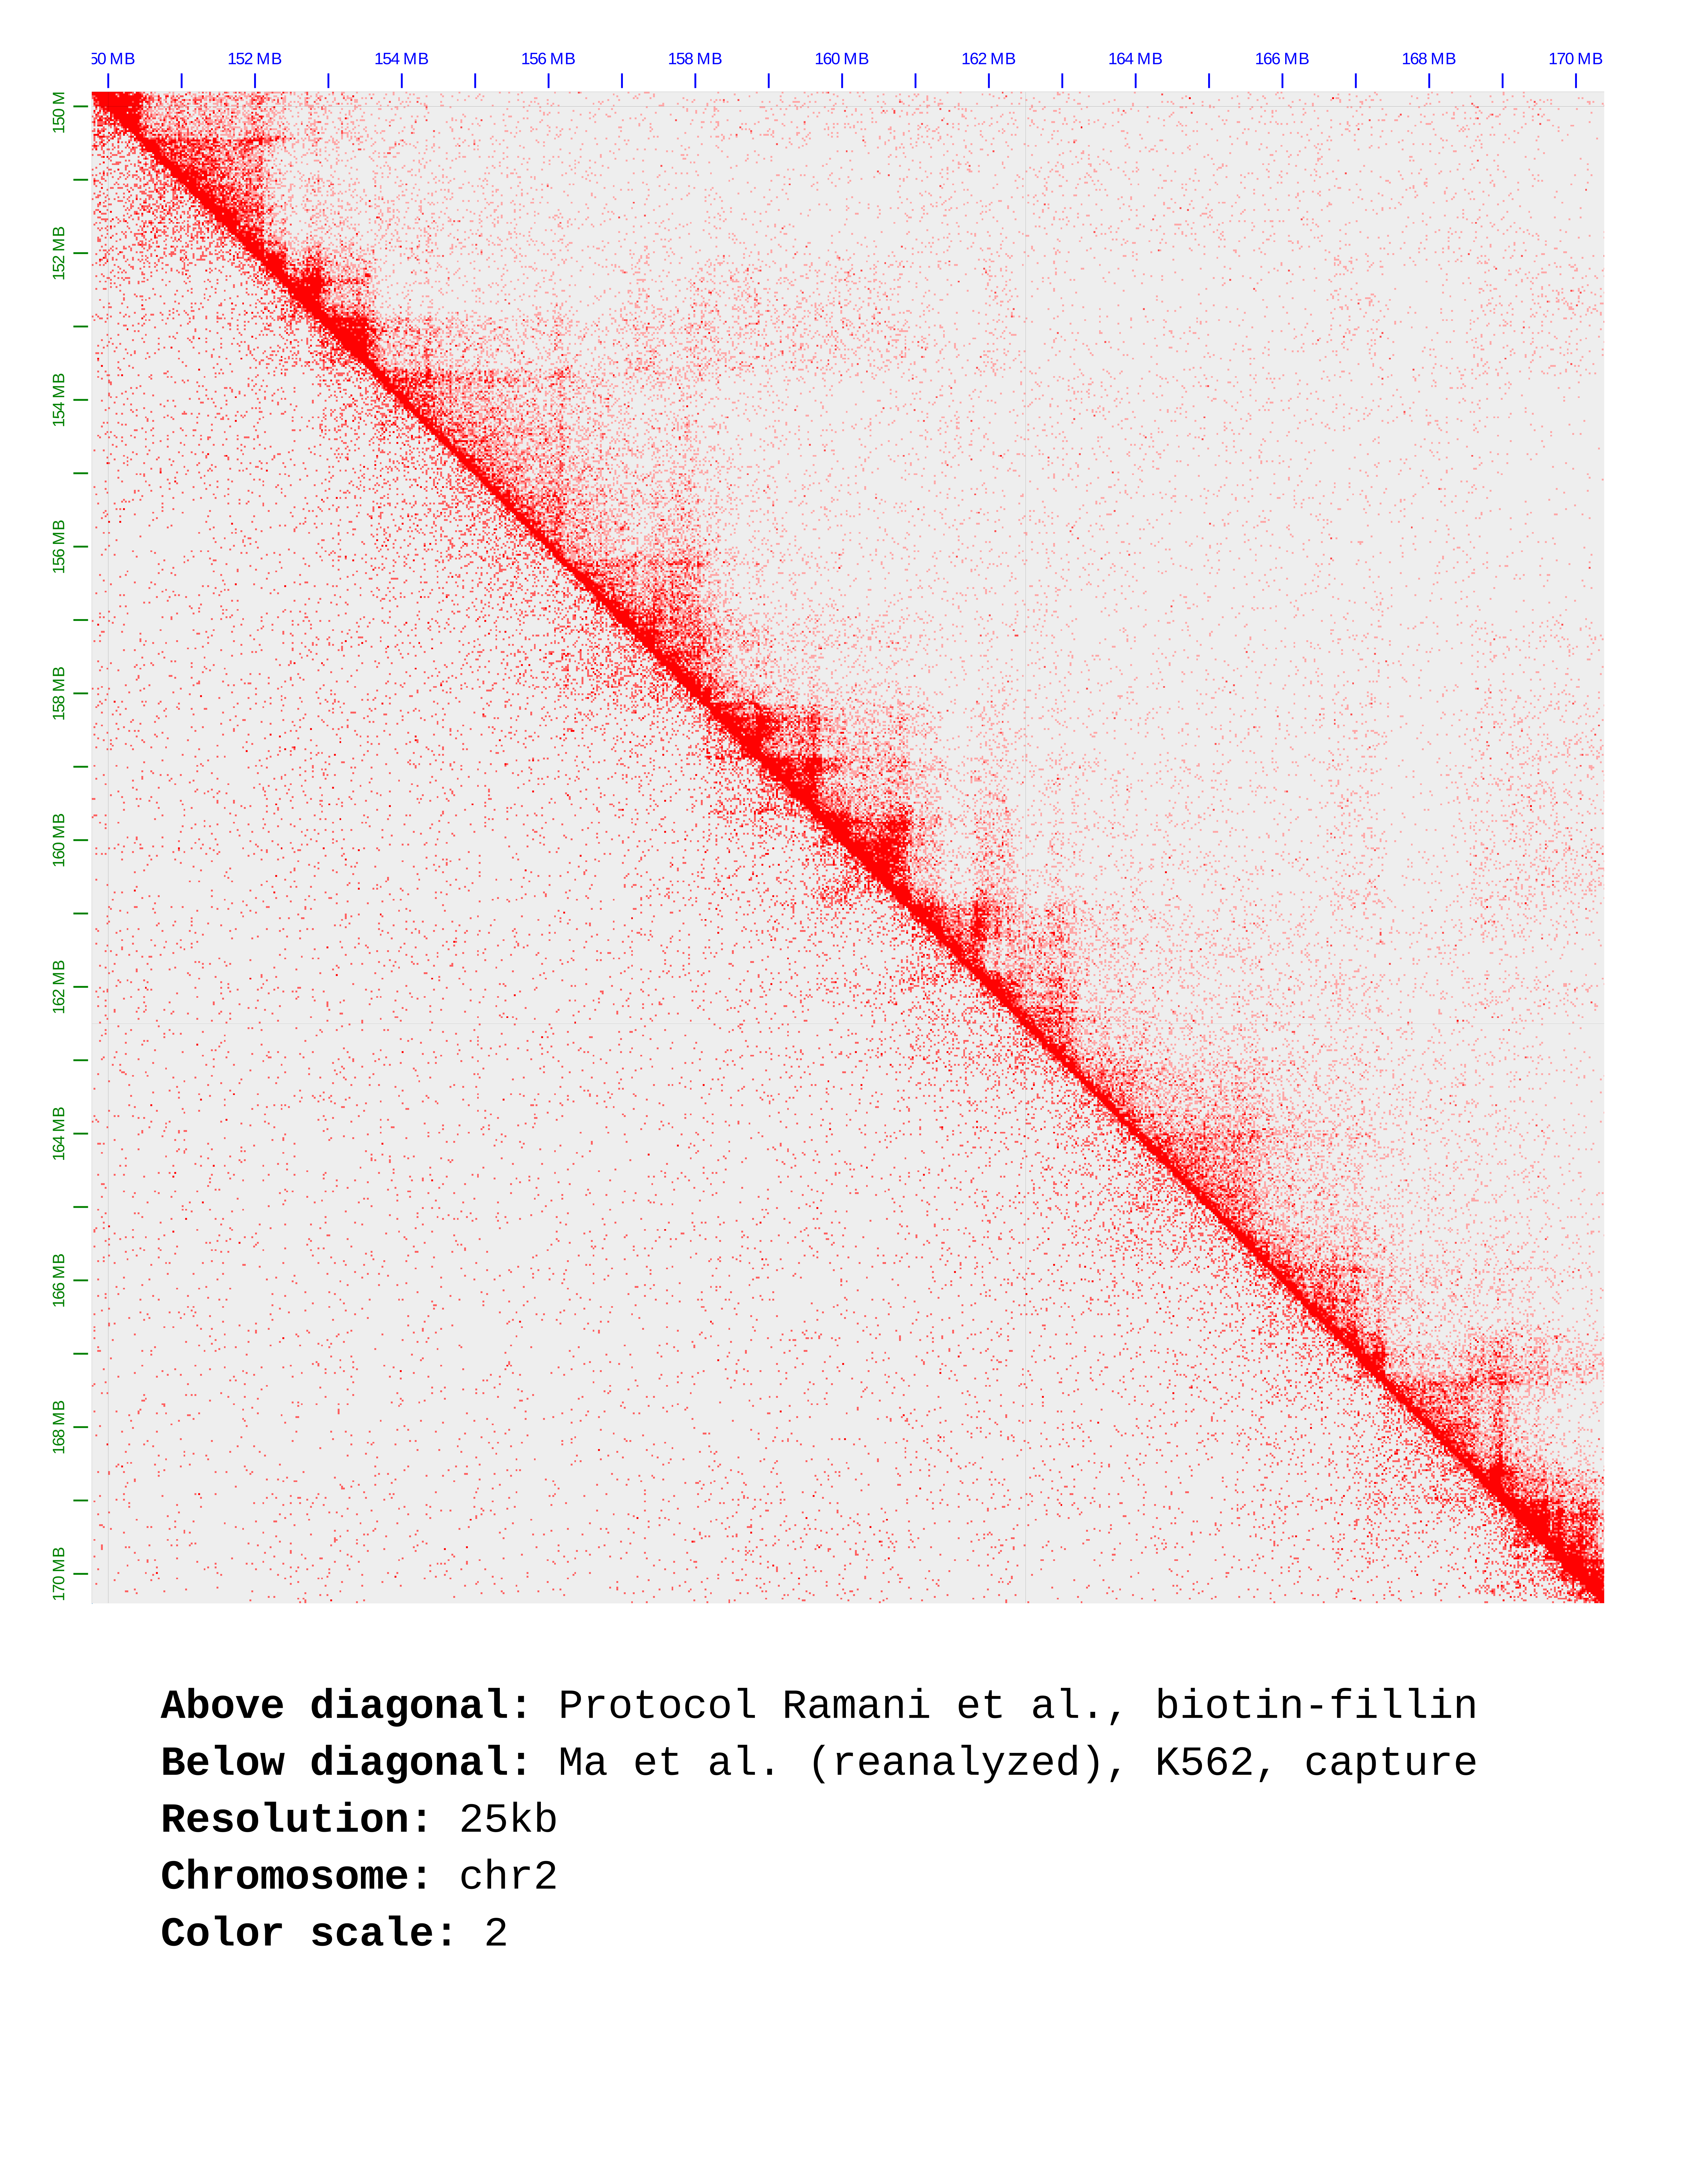 50 MB 152 MB 154 MB 156 MB 158 MB 160 MB 162 MB 164 MB 166 MB 168 MB 170 MB
150 M
152 MB
154 MB
156 MB
158 MB
160 MB
162 MB
164 MB
166 MB
168 MB
170 MB
Above diagonal: Protocol Ramani et al., biotin-fillin
Below diagonal: Ma et al. (reanalyzed), K562, capture
Resolution: 25kb
Chromosome: chr2
Color scale: 2